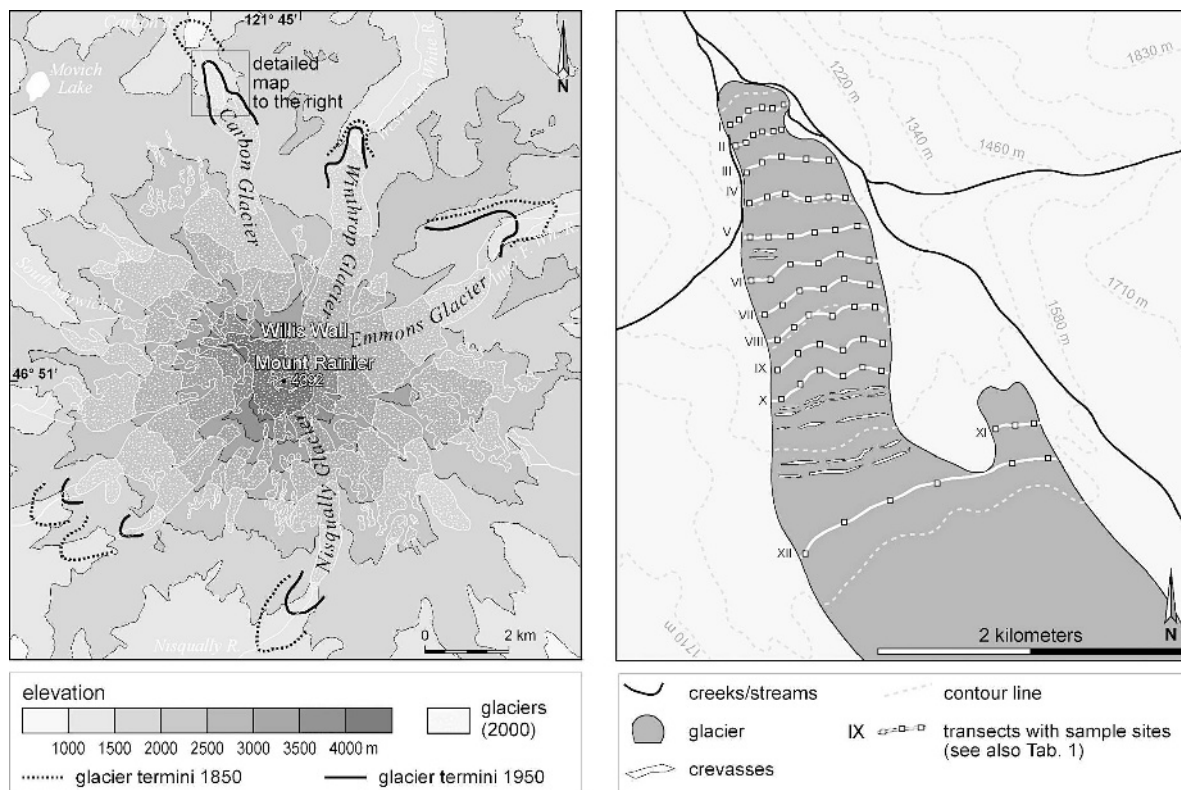 Carbon R.
121° 45'
Movich
Lake
detailed
map
to the right
N
West Fork White R.
Carbon Glacier
Winthrop Glacier
Emmons Glacier
Willis Wall
Mount Rainier
4392
46° 51'
Nisqually Glacier
Nisqually R.
0 2 km
elevation
1000 1500 2000 2500 3000 3500 4000 m
glaciers
(2000)
glacier termini 1850
glacier termini 1950
1830 m
1220 m
1340 m
1460 m
1710 m
1580 m
1710 m
I
II
III
IV
V
VI
VII
VIII
IX
X
XI
XII
N
2 kilometers
creeks/streams
glacier
crevasses
contour line
IX transects with sample sites
(see also Tab. 1)